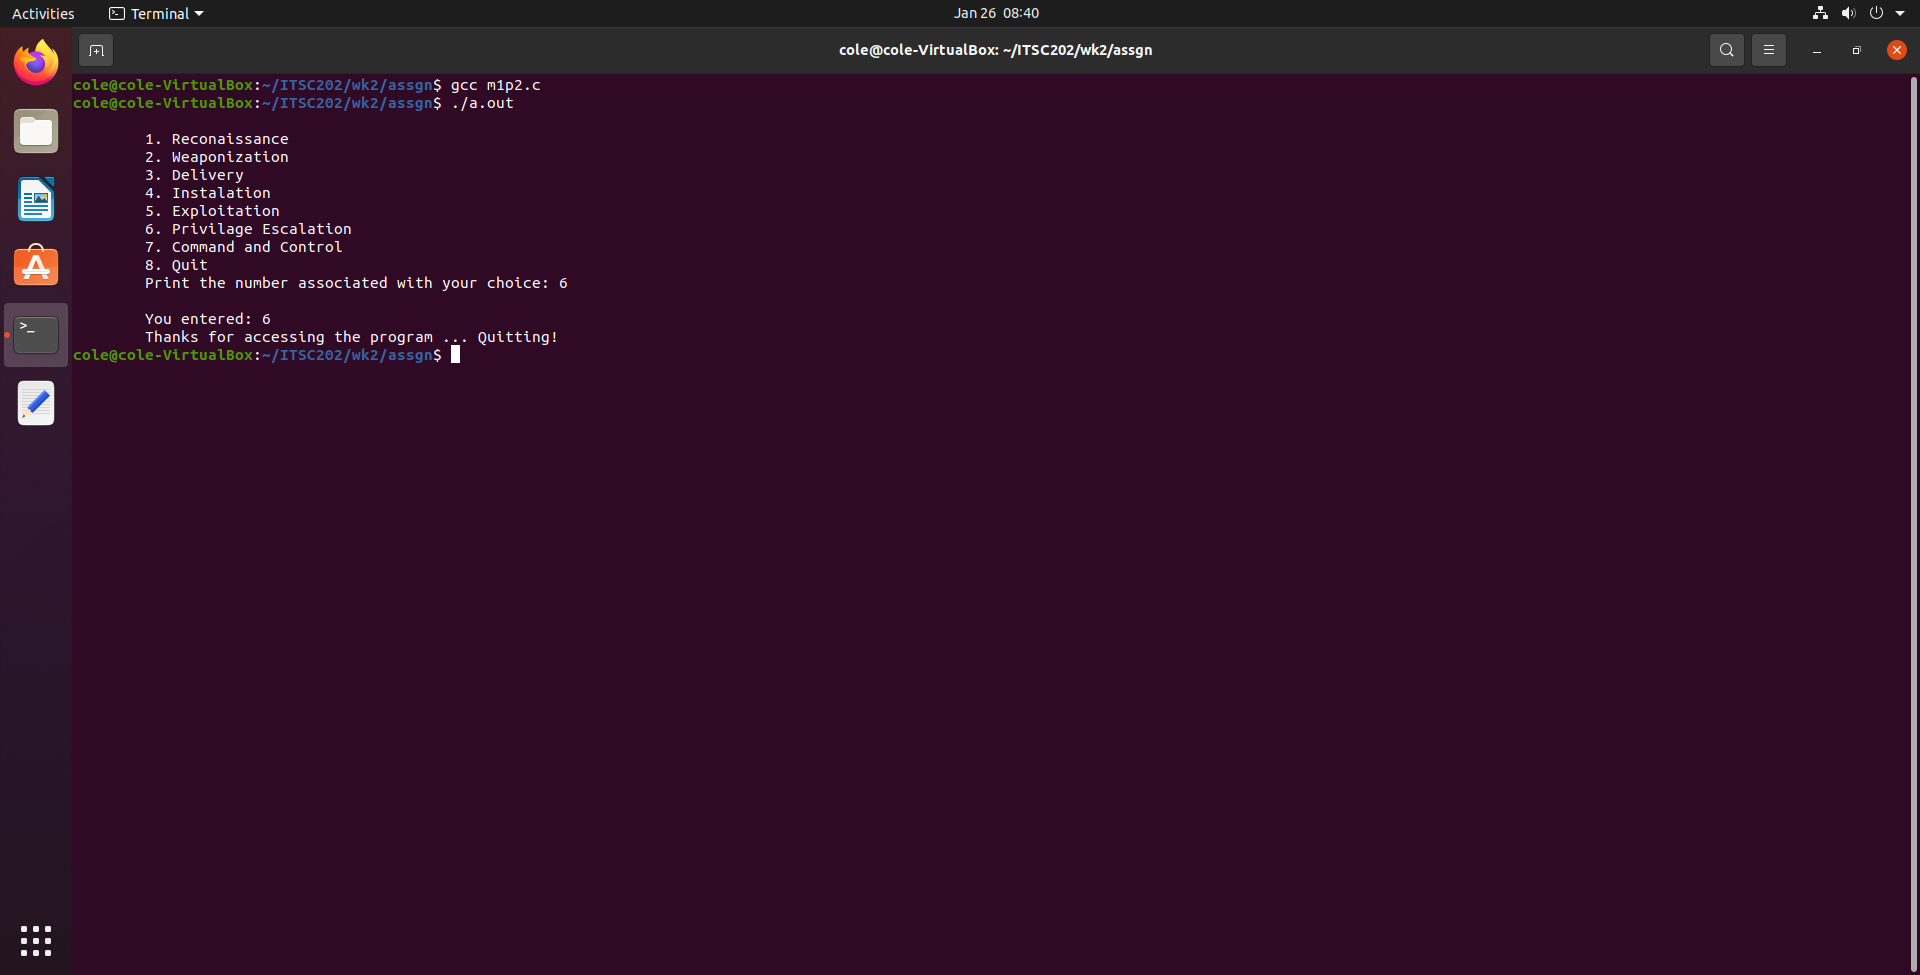 Activities
Terminal
Jan 26 08:40
cole@cole-VirtualBox: ~/ITSC202/wk2/assgn
cole@cole-VirtualBox:~/ITSC202/wk2/assgn$ gcc m1p2.c
cole@cole-VirtualBox:~/ITSC202/wk2/assgn$ ./a.out
1. Reconaissance
2. Weaponization
3. Delivery
4. Instalation
5. Exploitation
6. Privilage Escalation
7. Command and Control
8. Quit
Print the number associated with your choice: 6
You entered: 6
Thanks for accessing the program ... Quitting!
cole@cole-VirtualBox:~/ITSC202/wk2/assgn$